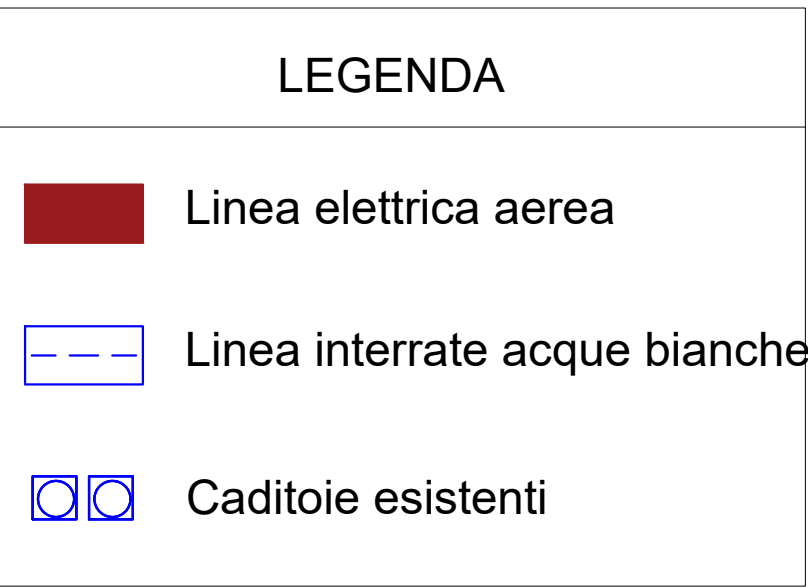 LEGENDA
Linea elettrica aerea
Linea interrate acque bianche
Caditoie esistenti